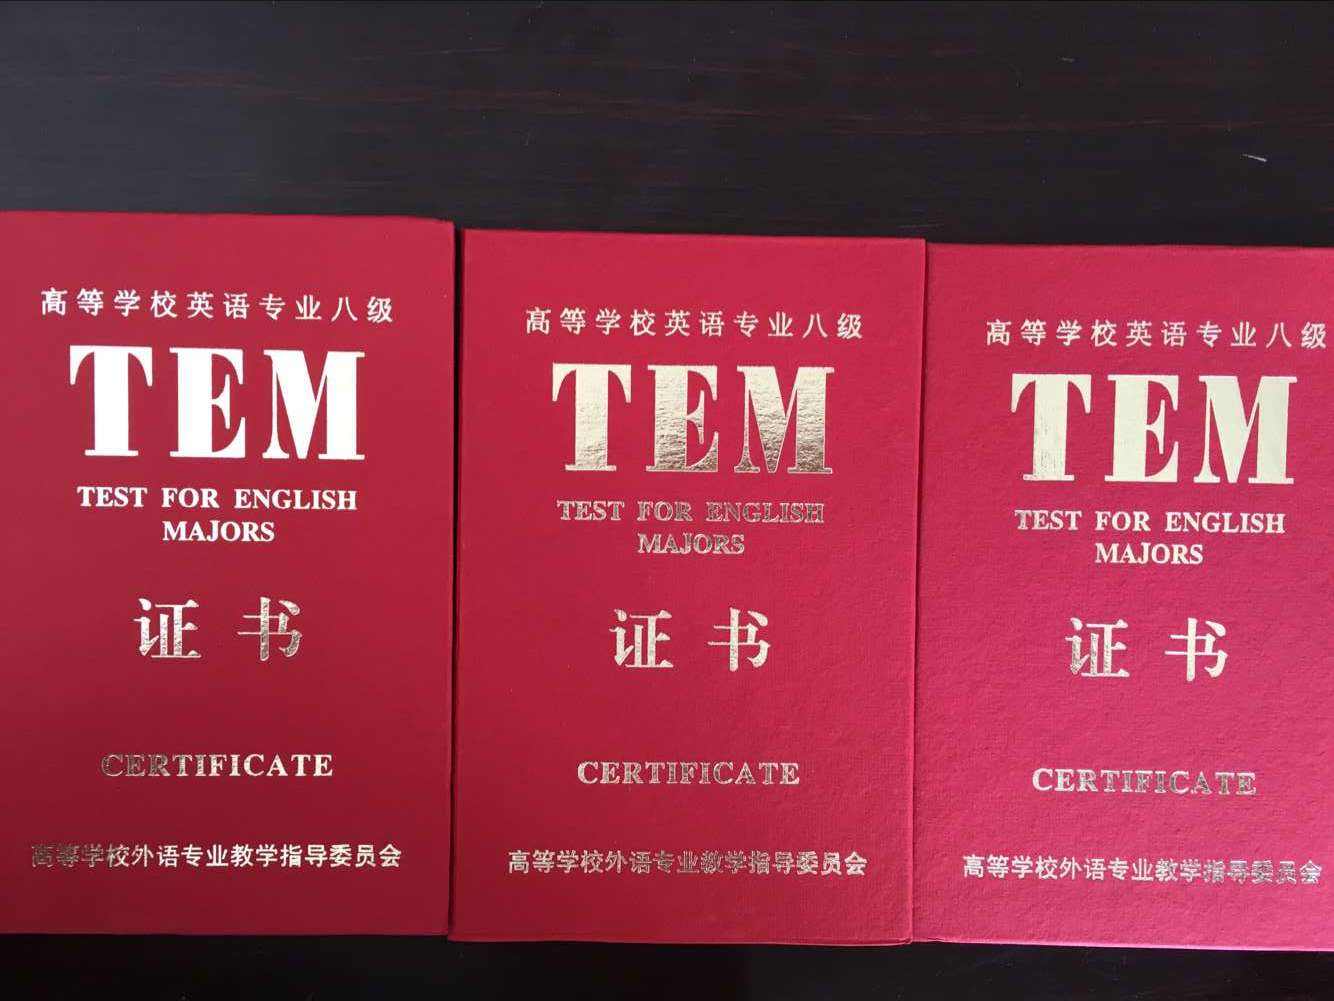 高等学校英语专业八级
TEM
TEST FOR ENGLISH
MAJORS
证书
CERTIFICATE
高等学校外语专业教学指导委员会
高等学校英语专业八级
TEM
TEST FOR ENGLISH
MAJORS
证书
CERTIFICATE
高等学校外语专业教学指导委员会
高等学校英语专业八级
TEM
TEST FOR ENGLISH
MAJORS
证书
CERTIFICATE
高等学校外语专业教学指导委员会